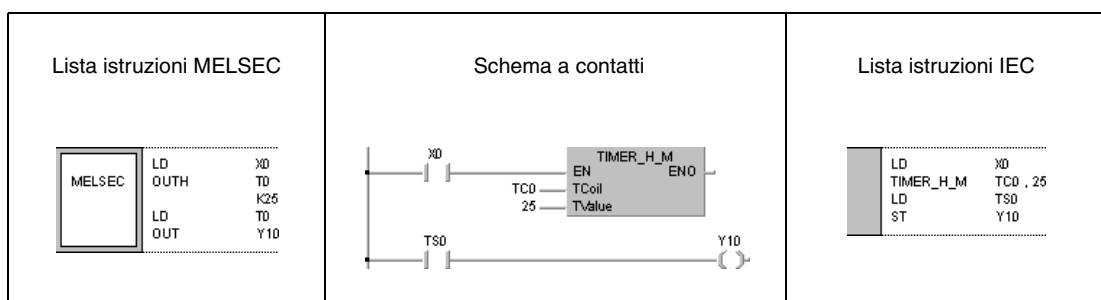 Lista istruzioni MELSEC
MELSEC
LD X0
OUTH T0
K25
LD T0
OUT Y10
Schema a contatti
X0
TIMER_H_M
EN ENO
TC0 TCoil
25 TValue
TS0 Y10
Lista istruzioni IEC
LD X0
TIMER_H_M TC0 , 25
LD TS0
ST Y10